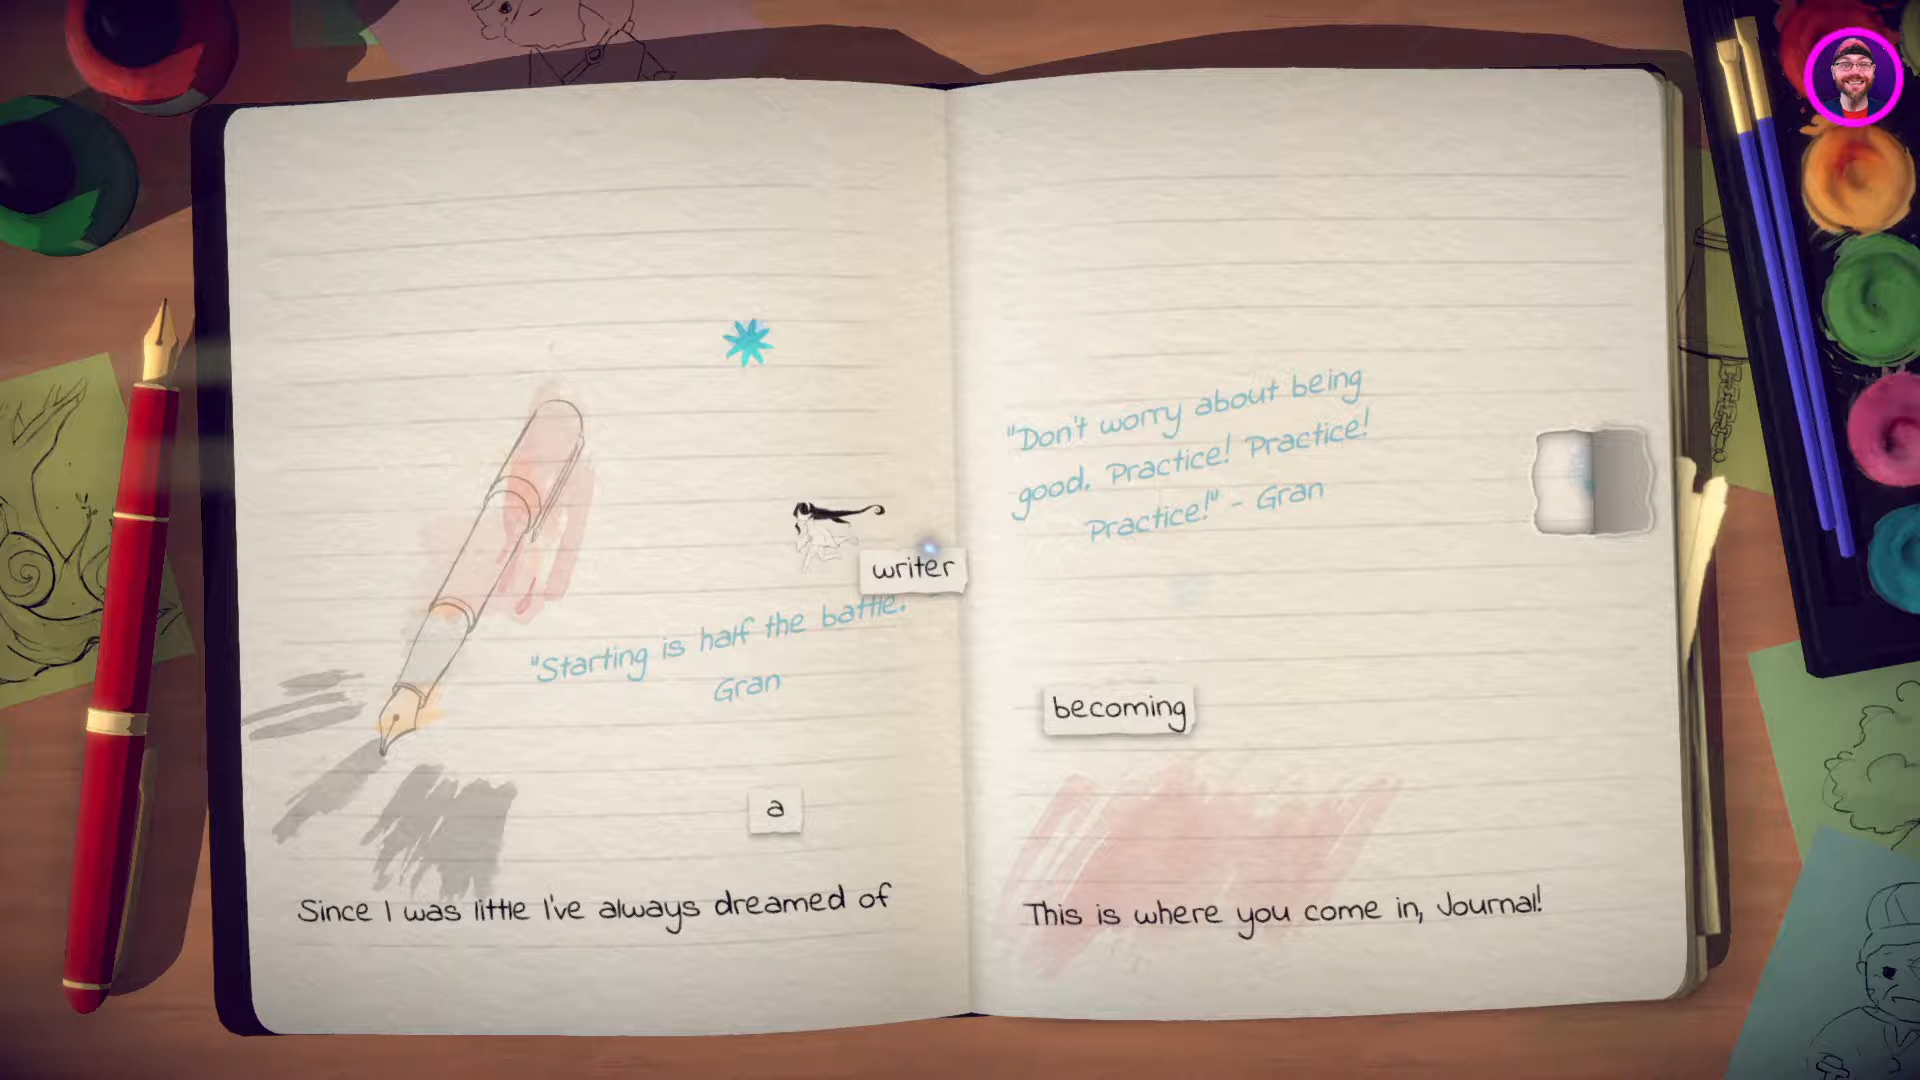 writer
"Starting is half the battle."
Gran
a
Since I was little I've always dreamed of
"Don't worry about being
good. Practice! Practice!
Practice!" - Gran
becoming
This is where you come in, Journal!